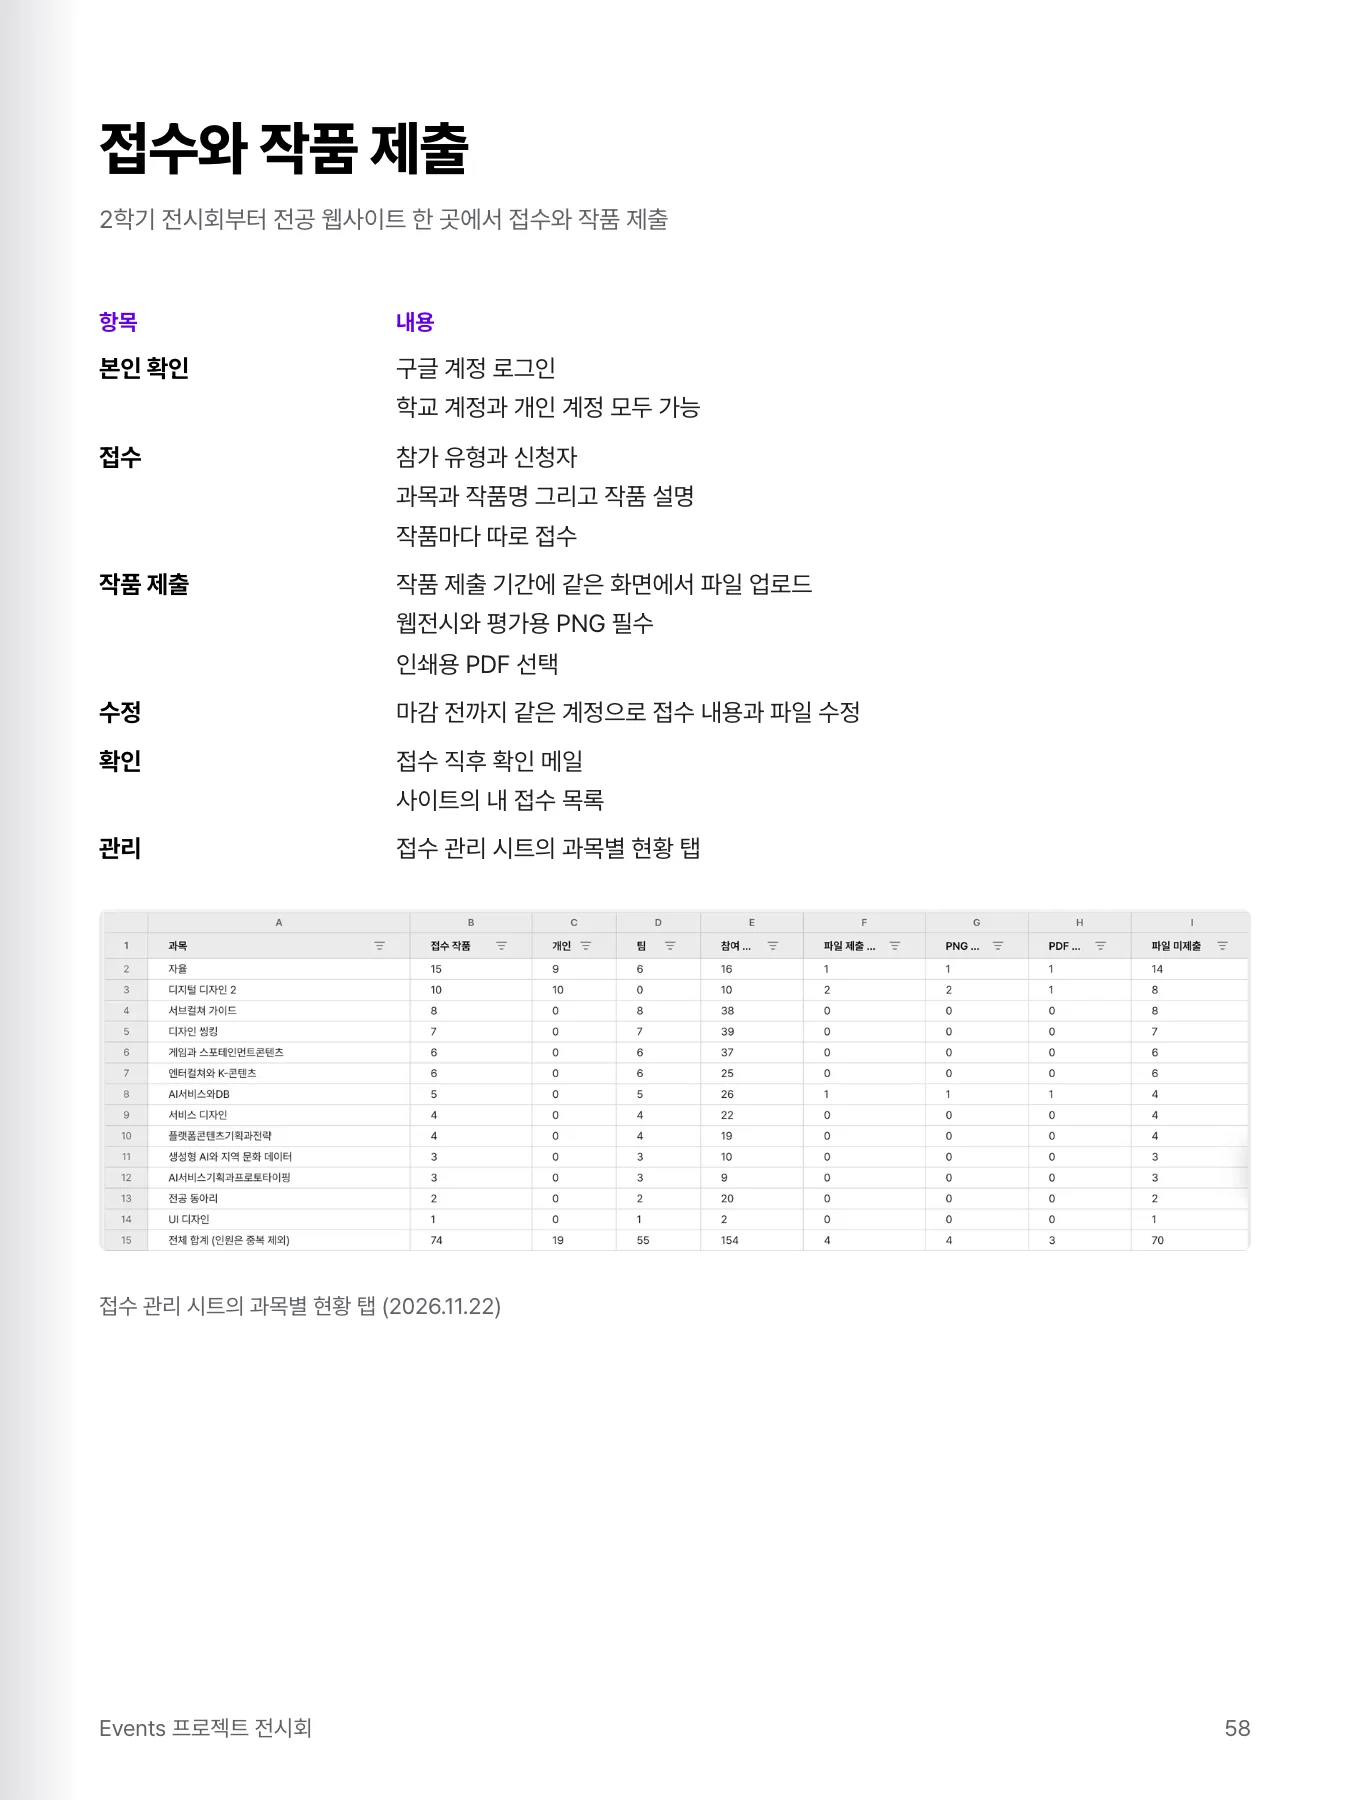 접수와 작품 제출
2학기 전시회부터 전공 웹사이트 한 곳에서 접수와 작품 제출
항목 내용
본인 확인 구글 계정 로그인
학교 계정과 개인 계정 모두 가능
접수 참가 유형과 신청자
과목과 작품명 그리고 작품 설명
작품마다 따로 접수
작품 제출 작품 제출 기간에 같은 화면에서 파일 업로드
웹전시와 평가용 PNG 필수
인쇄용 PDF 선택
수정 마감 전까지 같은 계정으로 접수 내용과 파일 수정
확인 접수 직후 확인 메일
사이트의 내 접수 목록
관리 접수 관리 시트의 과목별 현황 탭
A B C D E F G H I
1 과목 접수 작품 개인 팀 참여 ... 파일 제출 ... PNG ... PDF ... 파일 미제출
2 자율 15 9 6 16 1 1 1 14
3 디지털 디자인 2 10 10 0 10 2 2 1 8
4 서브컬쳐 가이드 8 0 8 38 0 0 0 8
5 디자인 씽킹 7 0 7 39 0 0 0 7
6 게임과 스포테인먼트콘텐츠 6 0 6 37 0 0 0 6
7 엔터컬쳐와 K-콘텐츠 6 0 6 25 0 0 0 6
8 AI서비스와DB 5 0 5 26 1 1 1 4
9 서비스 디자인 4 0 4 22 0 0 0 4
10 플랫폼콘텐츠기획과전략 4 0 4 19 0 0 0 4
11 생성형 AI와 지역 문화 데이터 3 0 3 10 0 0 0 3
12 AI서비스기획과프로토타이핑 3 0 3 9 0 0 0 3
13 전공 동아리 2 0 2 20 0 0 0 2
14 UI 디자인 1 0 1 2 0 0 0 1
15 전체 합계 (인원은 중복 제외) 74 19 55 154 4 4 3 70
접수 관리 시트의 과목별 현황 탭 (2026.11.22)
Events 프로젝트 전시회 58